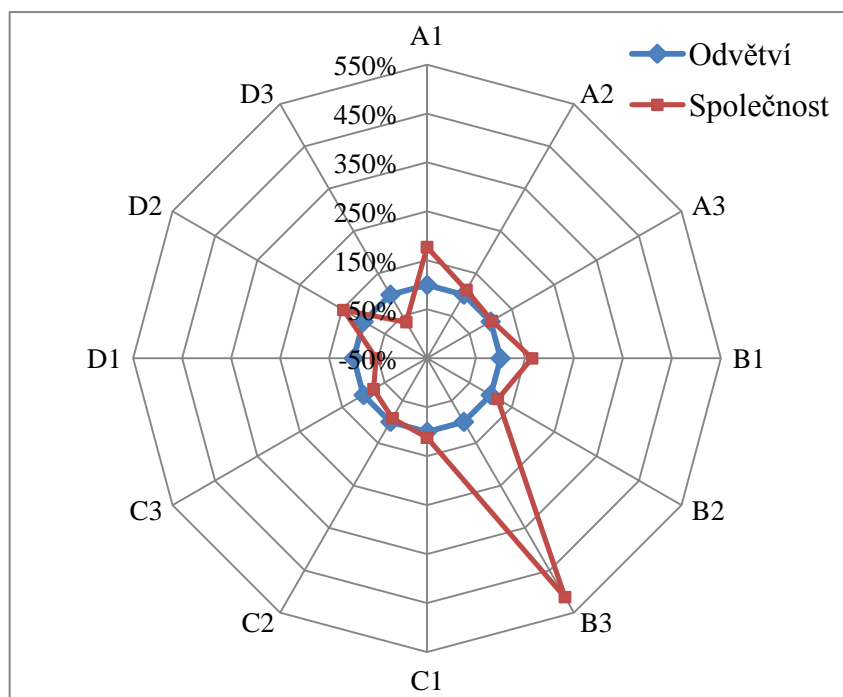 A1
550%
Odvětví
D3
A2
Společnost
450%
350%
D2
A3
250%
150%
50%
D1
-50%
B1
C3
B2
C2
B3
C1